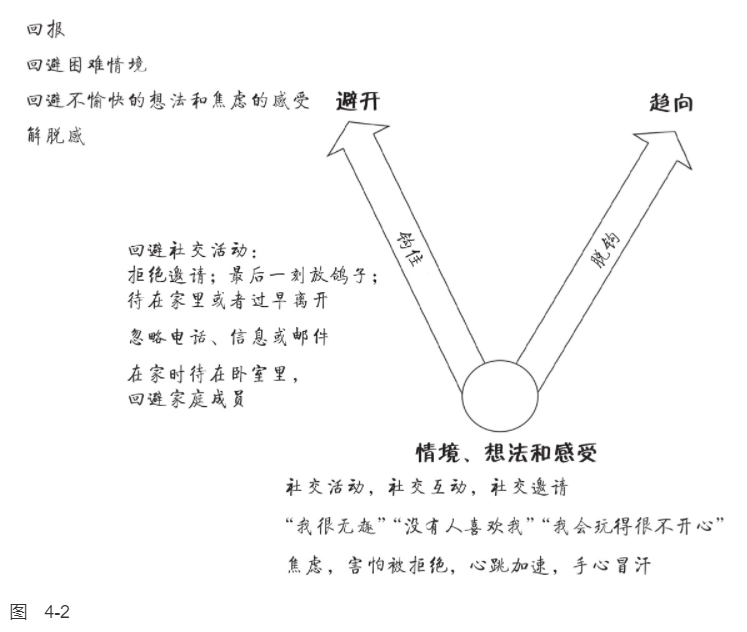 回报
回避困难情境
回避不愉快的想法和焦虑的感受
解脱感
避开
趋向
钩住
脱钩
回避社交活动：
拒绝邀请；最后一刻放鸽子；
待在家里或者过早离开
忽略电话、信息或邮件
在家时待在卧室里，
回避家庭成员
情境、想法和感受
社交活动，社交互动，社交邀请
“我很无趣”“没有人喜欢我”“我会玩得很不开心”
焦虑，害怕被拒绝，心跳加速，手心冒汗
图 4-2